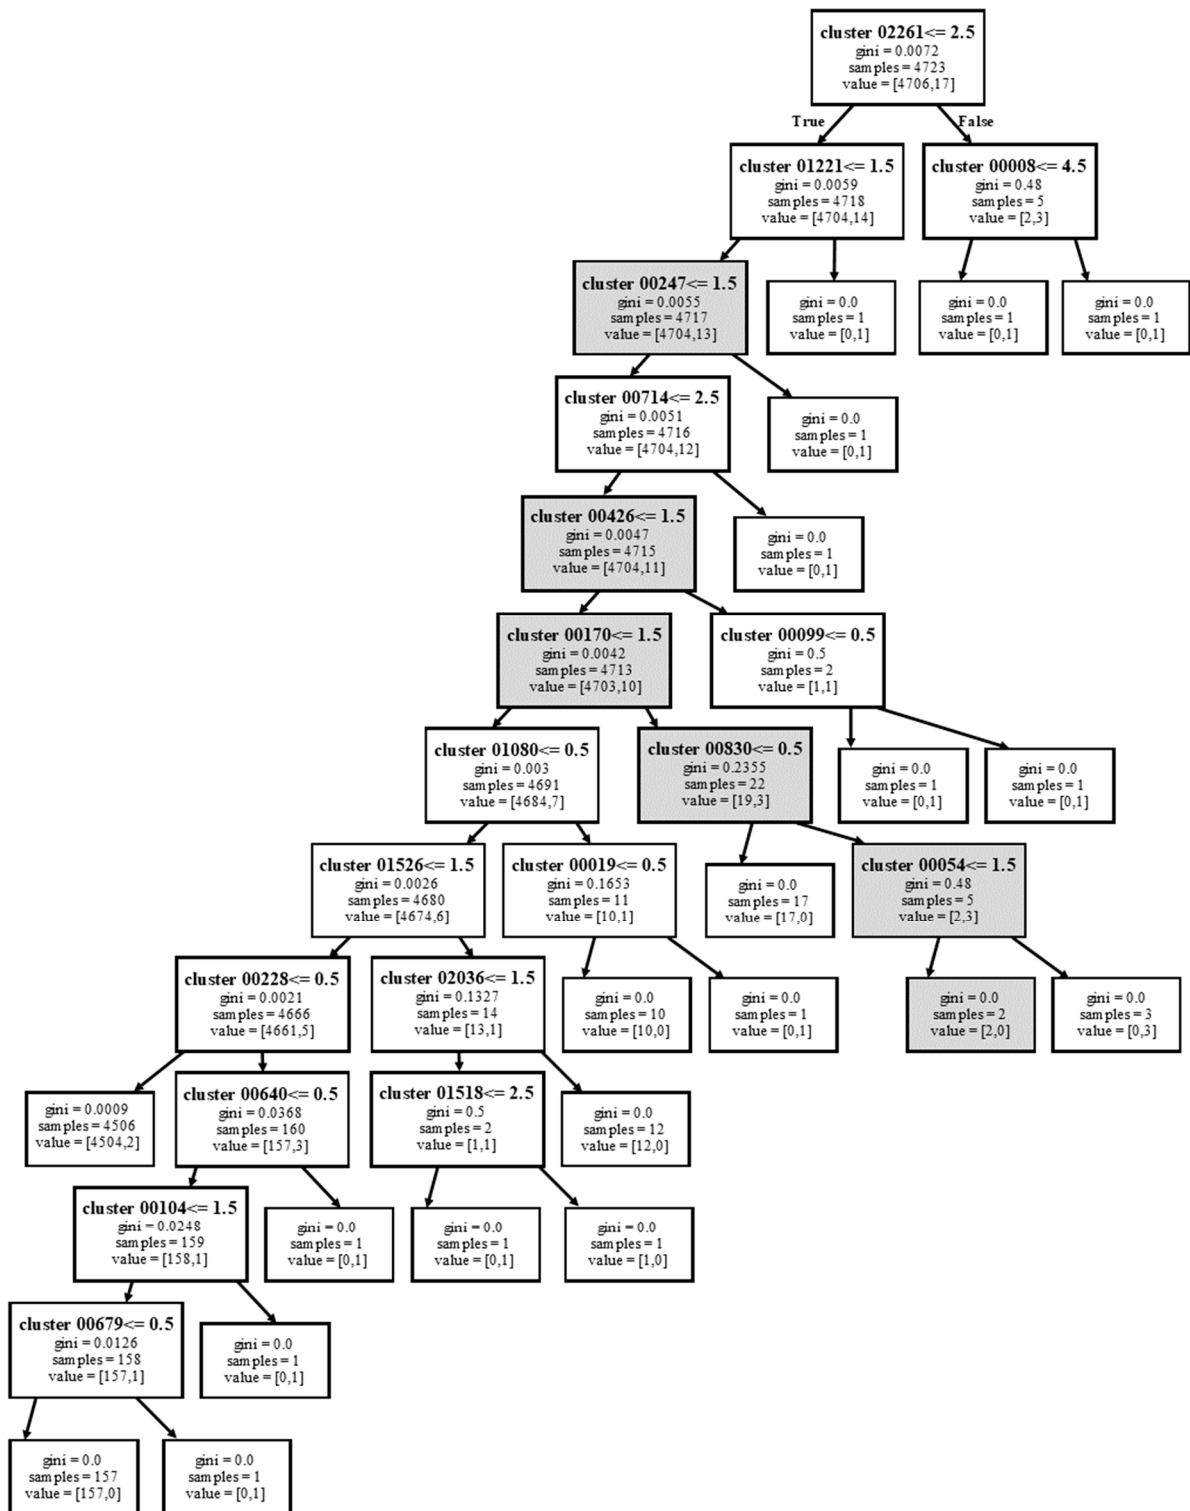 cluster 02261<= 2.5
gini = 0.0072
samples = 4723
value = [4706,17]
True
False
cluster 01221<= 1.5
gini = 0.0059
samples = 4718
value = [4704,14]
cluster 00008<= 4.5
gini = 0.48
samples = 5
value = [2,3]
cluster 00247<= 1.5
gini = 0.0055
samples = 4717
value = [4704,13]
gini = 0.0
samples = 1
value = [0,1]
gini = 0.0
samples = 1
value = [0,1]
gini = 0.0
samples = 1
value = [0,1]
cluster 00714<= 2.5
gini = 0.0051
samples = 4716
value = [4704,12]
gini = 0.0
samples = 1
value = [0,1]
cluster 00426<= 1.5
gini = 0.0047
samples = 4715
value = [4704,11]
gini = 0.0
samples = 1
value = [0,1]
cluster 00170<= 1.5
gini = 0.0042
samples = 4713
value = [4703,10]
cluster 00099<= 0.5
gini = 0.5
samples = 2
value = [1,1]
cluster 01080<= 0.5
gini = 0.003
samples = 4691
value = [4684,7]
cluster 00830<= 0.5
gini = 0.2355
samples = 22
value = [19,3]
gini = 0.0
samples = 1
value = [0,1]
gini = 0.0
samples = 1
value = [0,1]
cluster 01526<= 1.5
gini = 0.0026
samples = 4680
value = [4674,6]
cluster 00019<= 0.5
gini = 0.1653
samples = 11
value = [10,1]
gini = 0.0
samples = 17
value = [17,0]
cluster 00054<= 1.5
gini = 0.48
samples = 5
value = [2,3]
cluster 00228<= 0.5
gini = 0.0021
samples = 4666
value = [4661,5]
cluster 02036<= 1.5
gini = 0.1327
samples = 14
value = [13,1]
gini = 0.0
samples = 10
value = [10,0]
gini = 0.0
samples = 1
value = [0,1]
gini = 0.0
samples = 2
value = [2,0]
gini = 0.0
samples = 3
value = [0,3]
gini = 0.0009
samples = 4506
value = [4504,2]
cluster 00640<= 0.5
gini = 0.0368
samples = 160
value = [157,3]
cluster 01518<= 2.5
gini = 0.5
samples = 2
value = [1,1]
gini = 0.0
samples = 12
value = [12,0]
cluster 00104<= 1.5
gini = 0.0248
samples = 159
value = [158,1]
gini = 0.0
samples = 1
value = [0,1]
gini = 0.0
samples = 1
value = [0,1]
gini = 0.0
samples = 1
value = [1,0]
cluster 00679<= 0.5
gini = 0.0126
samples = 158
value = [157,1]
gini = 0.0
samples = 1
value = [0,1]
gini = 0.0
samples = 157
value = [157,0]
gini = 0.0
samples = 1
value = [0,1]